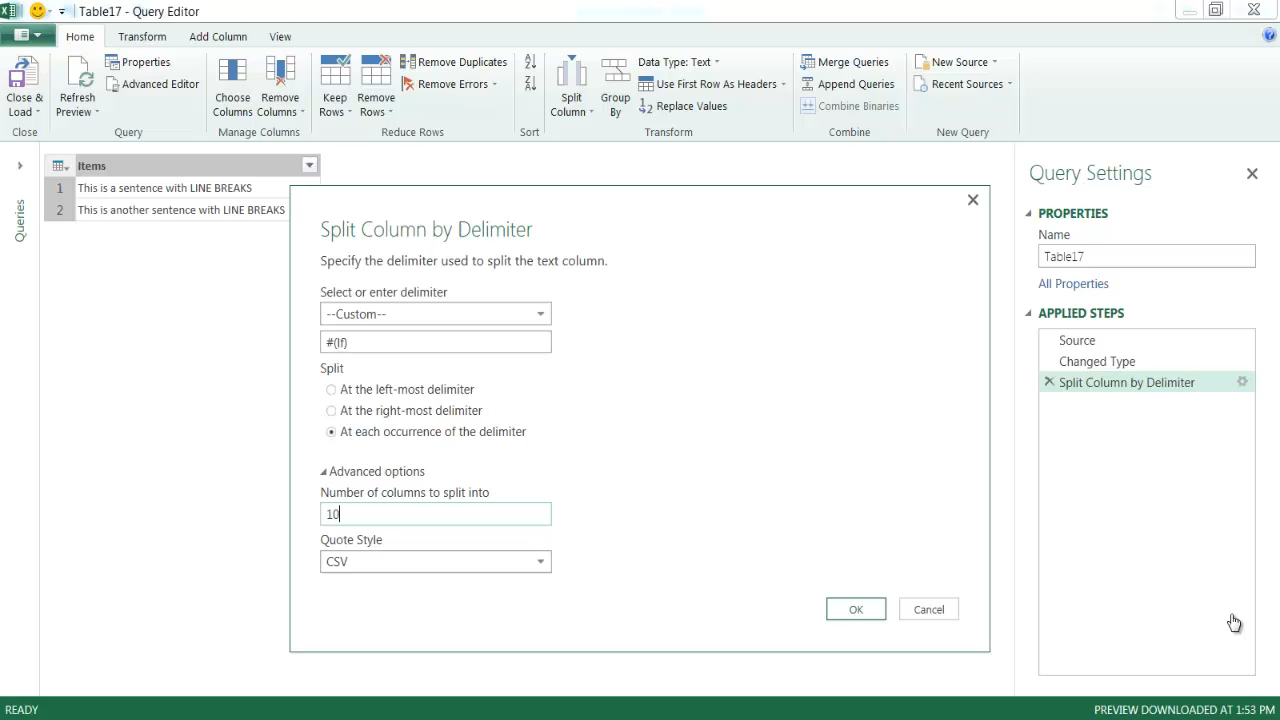 Table17 - Query Editor
Home Transform Add Column View
Close & Load
Refresh Preview
Properties
Advanced Editor
Choose Columns
Remove Columns
Keep Rows
Remove Rows
Remove Duplicates
Remove Errors
Split Column
Group By
Data Type: Text
Use First Row As Headers
Replace Values
Merge Queries
Append Queries
Combine Binaries
New Source
Recent Sources
Close Query Manage Columns Reduce Rows Sort Transform Combine New Query
Queries
Items
1 This is a sentence with LINE BREAKS
2 This is another sentence with LINE BREAKS
Split Column by Delimiter
Specify the delimiter used to split the text column.
Select or enter delimiter
--Custom--
#(lf)
Split
At the left-most delimiter
At the right-most delimiter
At each occurrence of the delimiter
Advanced options
Number of columns to split into
10
Quote Style
CSV
OK Cancel
Query Settings
PROPERTIES
Name
Table17
All Properties
APPLIED STEPS
Source
Changed Type
Split Column by Delimiter
READY
PREVIEW DOWNLOADED AT 1:53 PM